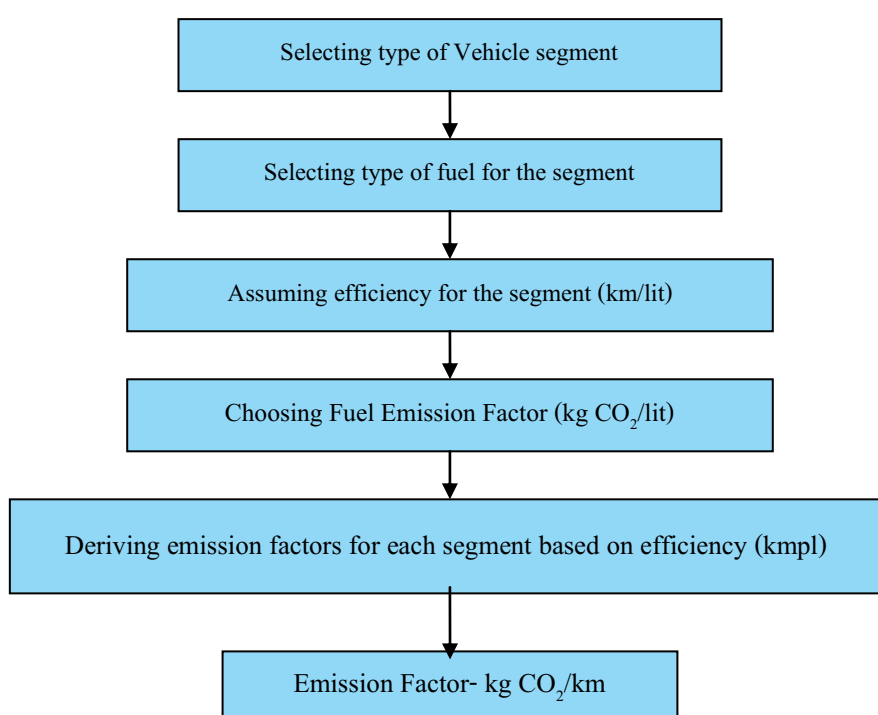 Selecting type of Vehicle segment
Selecting type of fuel for the segment
Assuming efficiency for the segment (km/lit)
Choosing Fuel Emission Factor (kg CO₂/lit)
Deriving emission factors for each segment based on efficiency (kmpl)
Emission Factor- kg CO₂/km